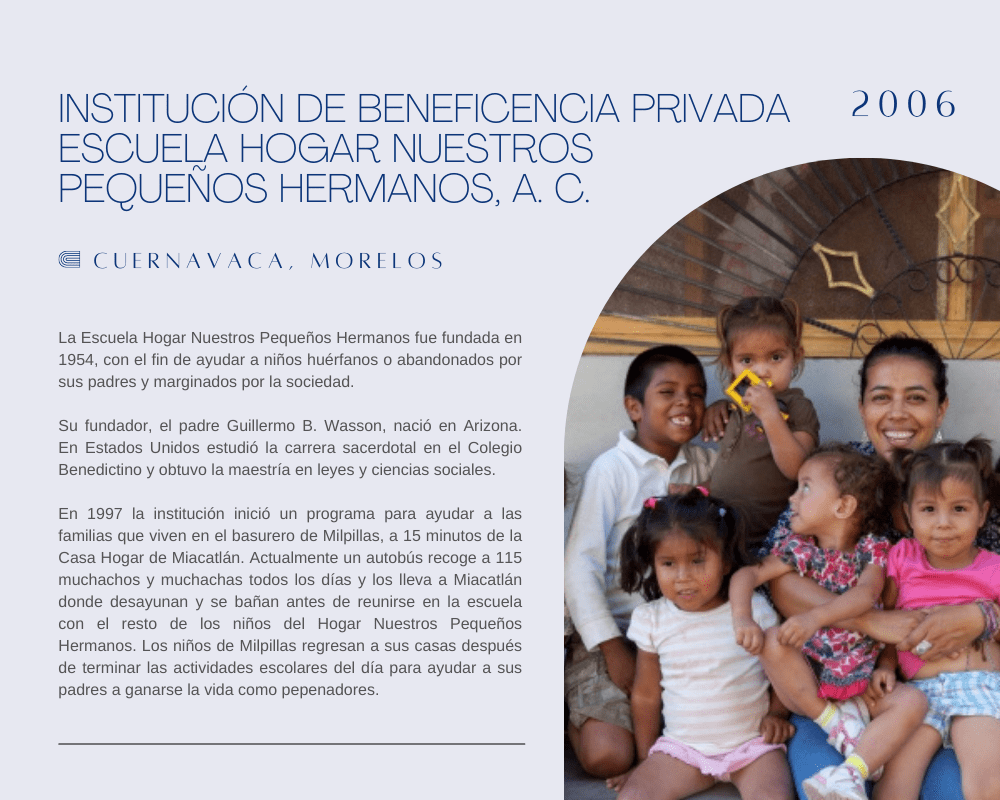 INSTITUCIÓN DE BENEFICENCIA PRIVADA
ESCUELA HOGAR NUESTROS
PEQUEÑOS HERMANOS, A. C.
2006
CUERNAVACA, MORELOS
La Escuela Hogar Nuestros Pequeños Hermanos fue fundada en
1954, con el fin de ayudar a niños huérfanos o abandonados por
sus padres y marginados por la sociedad.
Su fundador, el padre Guillermo B. Wasson, nació en Arizona.
En Estados Unidos estudió la carrera sacerdotal en el Colegio
Benedictino y obtuvo la maestría en leyes y ciencias sociales.
En 1997 la institución inició un programa para ayudar a las
familias que viven en el basurero de Milpillas, a 15 minutos de la
Casa Hogar de Miacatlán. Actualmente un autobús recoge a 115
muchachos y muchachas todos los días y los lleva a Miacatlán
donde desayunan y se bañan antes de reunirse en la escuela
con el resto de los niños del Hogar Nuestros Pequeños
Hermanos. Los niños de Milpillas regresan a sus casas después
de terminar las actividades escolares del día para ayudar a sus
padres a ganarse la vida como pepenadores.